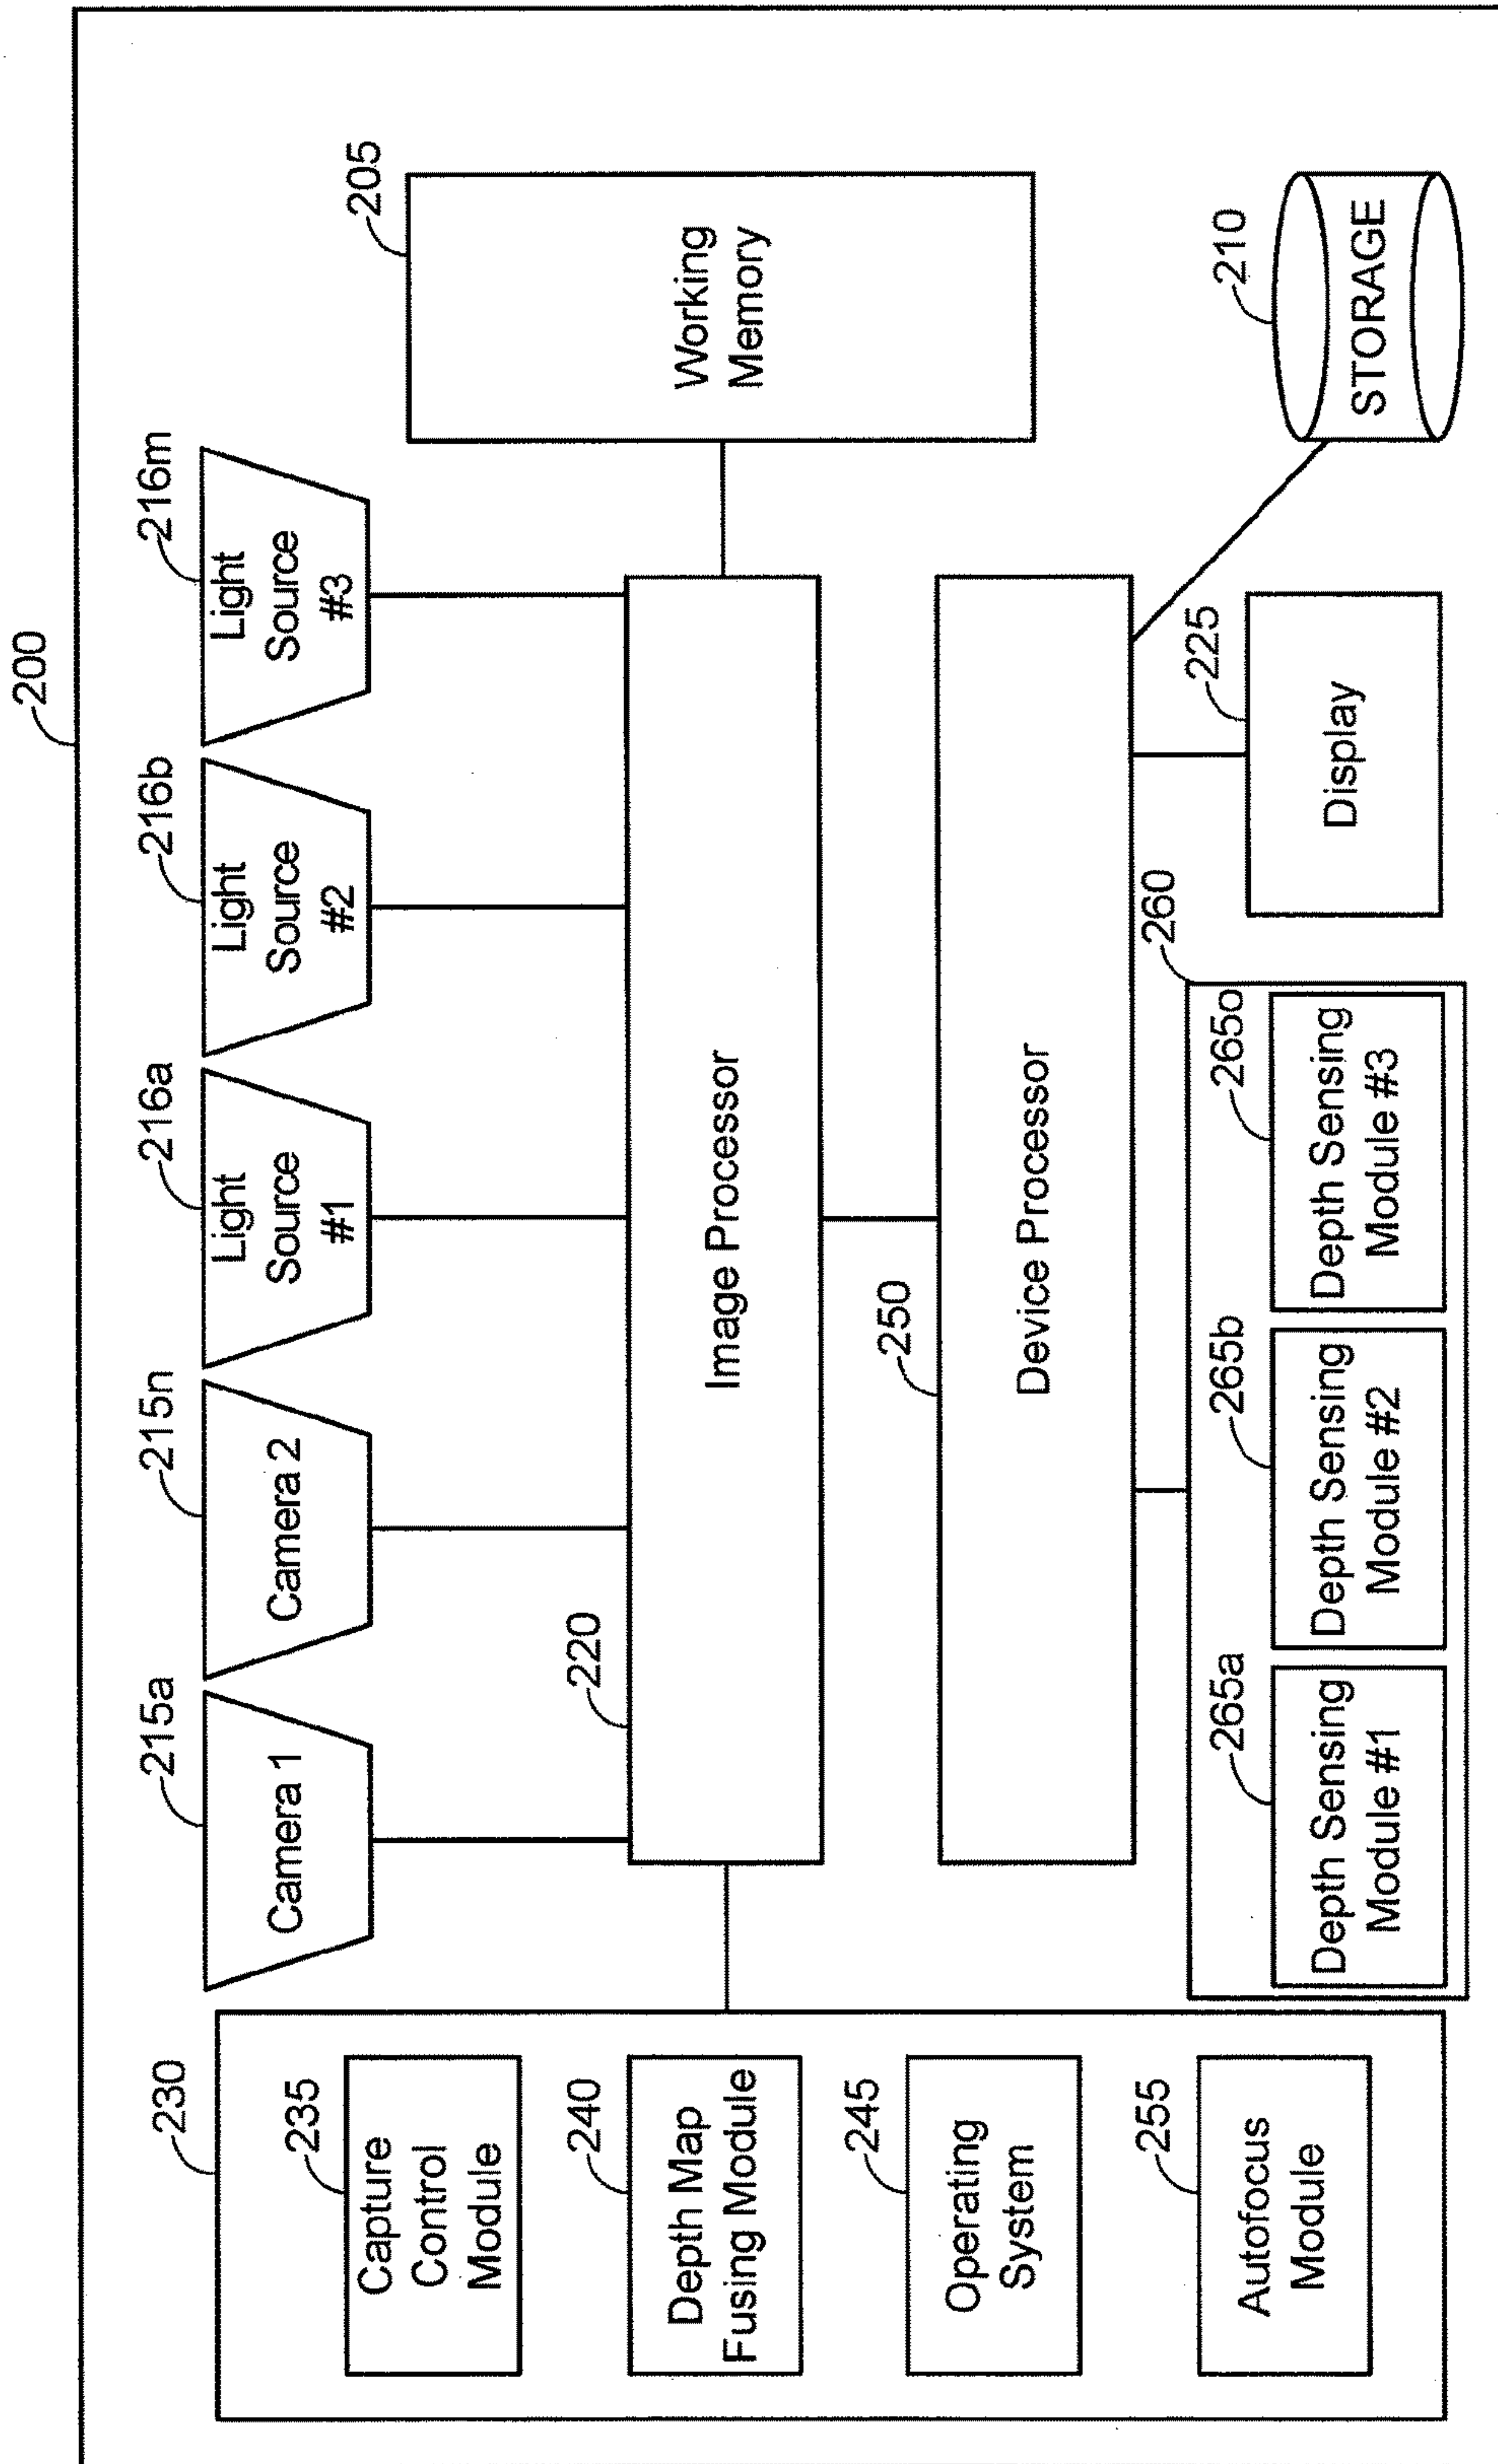 200
215a
215n
216a
216b
216m
Camera 1
Camera 2
Light
Source
#1
Light
Source
#2
Light
Source
#3
230
235
Capture
Control
Module
240
Depth Map
Fusing Module
245
Operating
System
255
Autofocus
Module
220
Image Processor
205
Working
Memory
250
Device Processor
260
265a
Depth Sensing
Module #1
265b
Depth Sensing
Module #2
265o
Depth Sensing
Module #3
225
Display
210
STORAGE